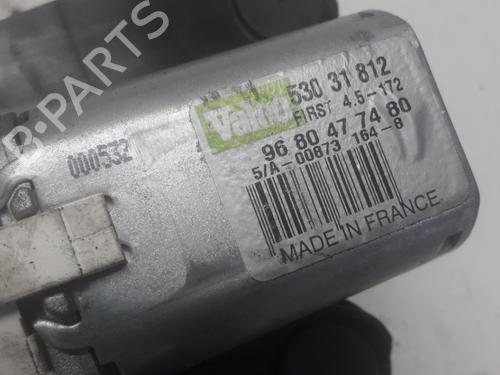 B-PARTS
000532
Valeo
530 31 812
FIRST 4.5-172
96 80 47 74 80
5/A-00873 164-8
MADE IN FRANCE